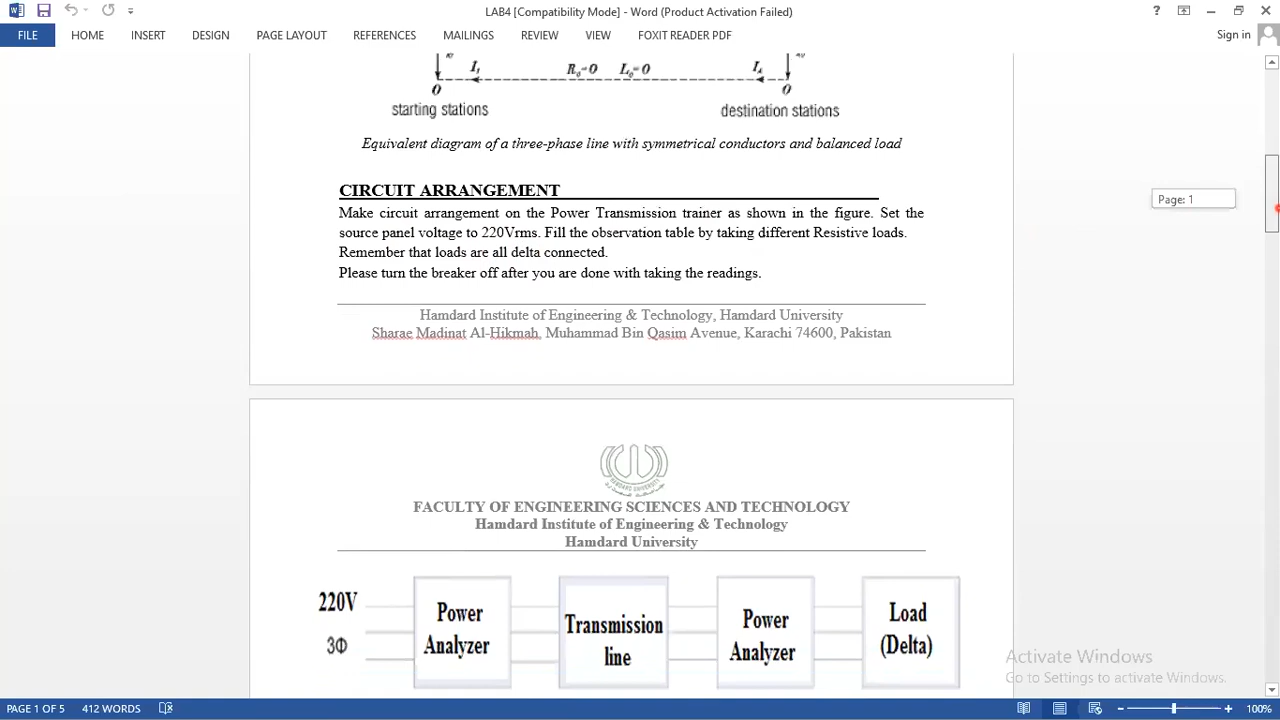 LAB4 [Compatibility Mode] - Word (Product Activation Failed)
FILE HOME INSERT DESIGN PAGE LAYOUT REFERENCES MAILINGS REVIEW VIEW FOXIT READER PDF Sign in
I₁ R₀=0 L₀=0
0 0
starting stations destination stations
Equivalent diagram of a three-phase line with symmetrical conductors and balanced load
CIRCUIT ARRANGEMENT
Make circuit arrangement on the Power Transmission trainer as shown in the figure. Set the
source panel voltage to 220Vrms. Fill the observation table by taking different Resistive loads.
Remember that loads are all delta connected.
Please turn the breaker off after you are done with taking the readings.
Hamdard Institute of Engineering & Technology, Hamdard University
Sharae Madinat Al-Hikmah, Muhammad Bin Qasim Avenue, Karachi 74600, Pakistan
Page: 1
FACULTY OF ENGINEERING SCIENCES AND TECHNOLOGY
Hamdard Institute of Engineering & Technology
Hamdard University
220V
3Φ
Power
Analyzer
Transmission
line
Power
Analyzer
Load
(Delta)
Activate Windows
Go to Settings to activate Windows.
PAGE 1 OF 5 412 WORDS 100%